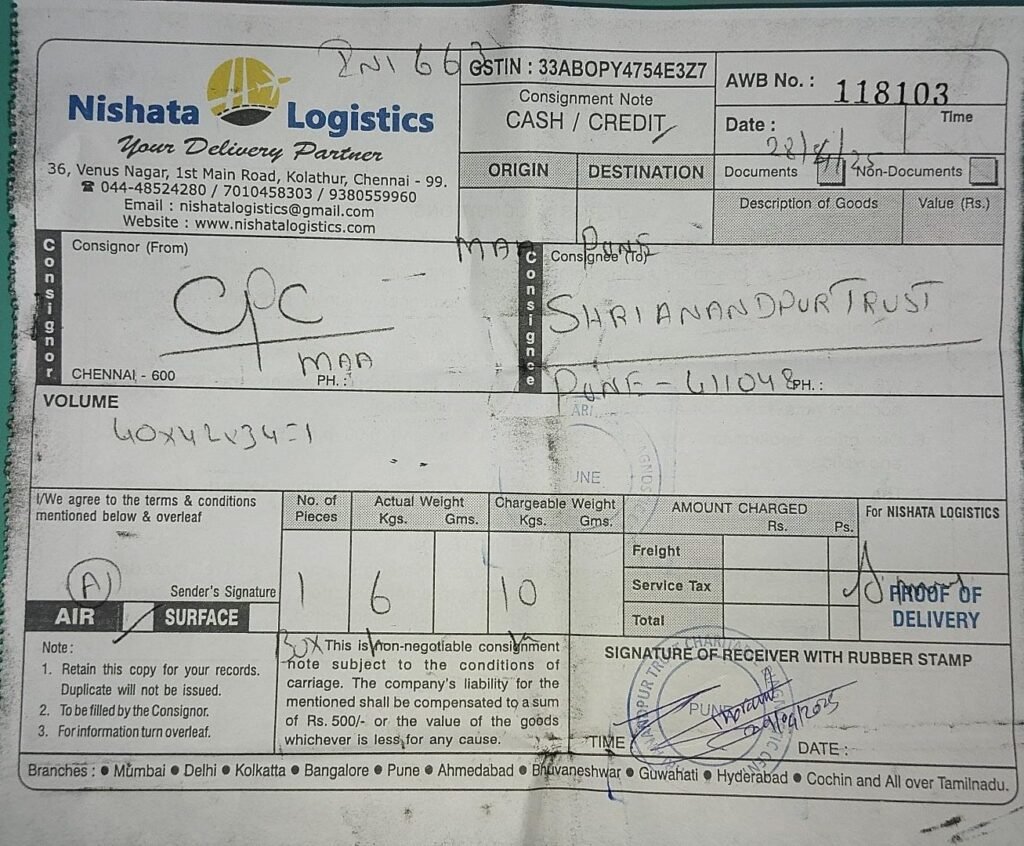 PNI 663
Nishata Logistics
Your Delivery Partner
36, Venus Nagar, 1st Main Road, Kolathur, Chennai - 99.
☎ 044-48524280 / 7010458303 / 9380559960
Email : nishatalogistics@gmail.com
Website : www.nishatalogistics.com
GSTIN : 33ABOPY4754E3Z7
Consignment Note
CASH / CREDIT
AWB No. : 118103
Date : 28/ /25
Time
ORIGIN DESTINATION
MAA PUNE
Documents Non-Documents
Description of Goods Value (Rs.)
Consignor
Consignor (From)
CPC
MAA
CHENNAI - 600 PH. :
Consignee
Consignee (To)
SHRI ANANDPUR TRUST
PUNE - 411048 PH. :
VOLUME
40x42x34=1
I/We agree to the terms & conditions
mentioned below & overleaf
Sender's Signature
AIR SURFACE
No. of Pieces
1
BOX
Actual Weight
Kgs. Gms.
6
Chargeable Weight
Kgs. Gms.
10
AMOUNT CHARGED
Rs. Ps.
Freight
Service Tax
Total
For NISHATA LOGISTICS
PROOF OF
DELIVERY
Note :
1. Retain this copy for your records.
Duplicate will not be issued.
2. To be filled by the Consignor.
3. For information turn overleaf.
This is non-negotiable consignment
note subject to the conditions of
carriage. The company's liability for the
mentioned shall be compensated to a sum
of Rs. 500/- or the value of the goods
whichever is less for any cause.
SIGNATURE OF RECEIVER WITH RUBBER STAMP
PUNE
29/04/2025
TIME DATE :
Branches : ● Mumbai ● Delhi ● Kolkatta ● Bangalore ● Pune ● Ahmedabad ● Bhuvaneshwar ● Guwahati ● Hyderabad ● Cochin and All over Tamilnadu.